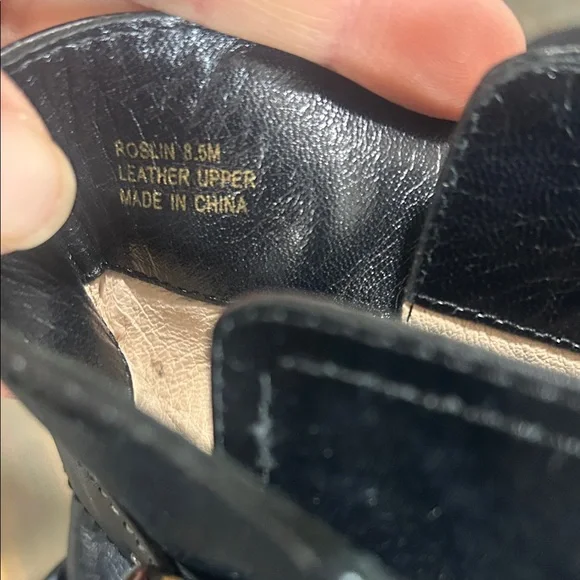 ROSLIN 8.5M
LEATHER UPPER
MADE IN CHINA